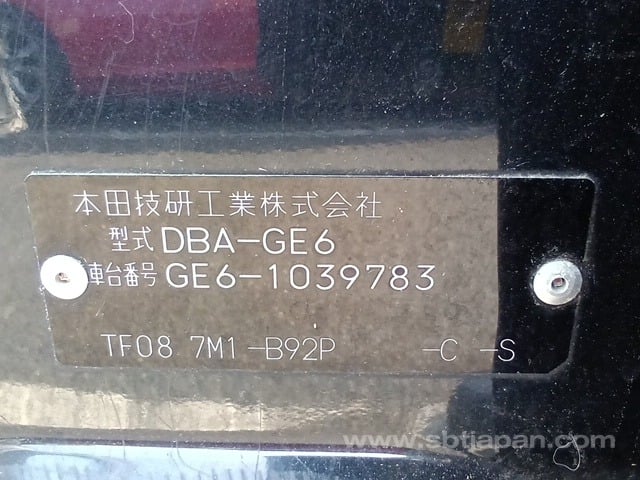 本田技研工業株式会社
型式 DBA-GE6
車台番号 GE6-1039783
TF08 7M1-B92P -C -S
www.sbtjapan.com